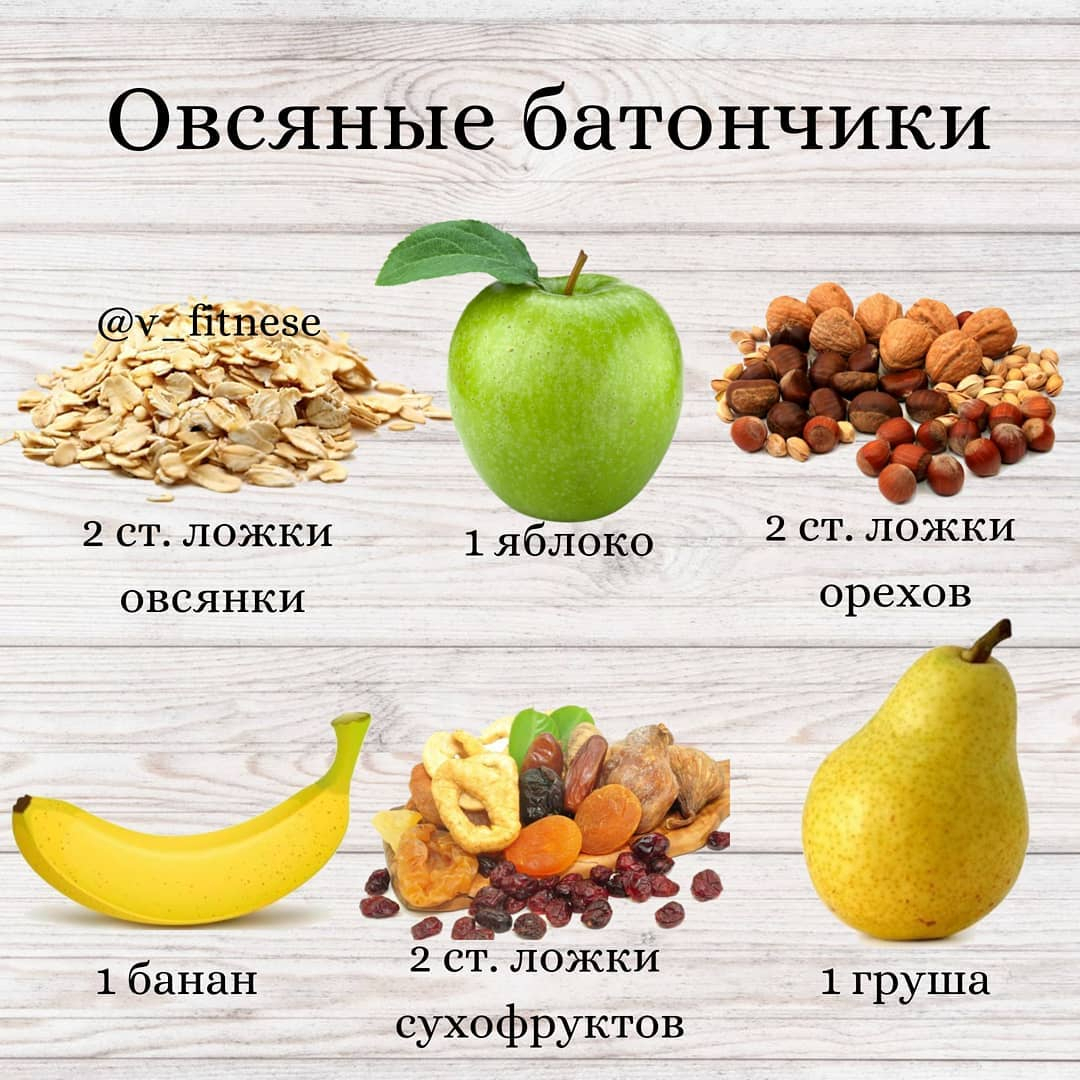 Овсяные батончики
@v_fitnese
2 ст. ложки
овсянки
1 яблоко
2 ст. ложки
орехов
1 банан
2 ст. ложки
сухофруктов
1 груша